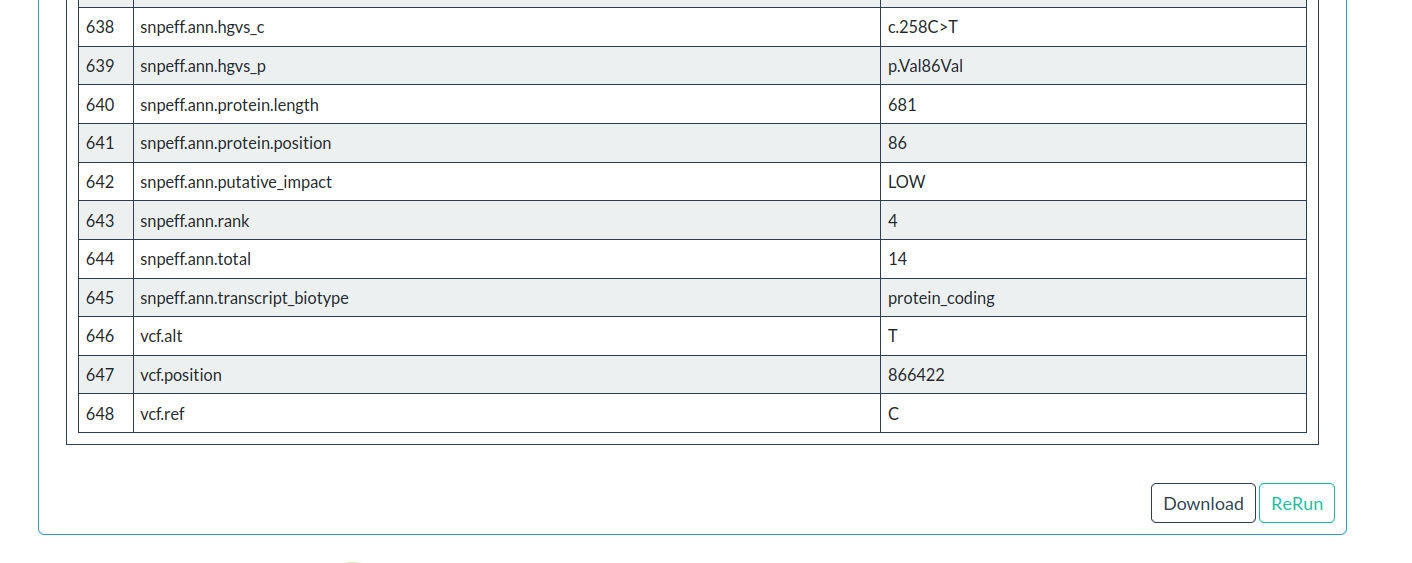 638 snpeff.ann.hgvs_c c.258C>T
639 snpeff.ann.hgvs_p p.Val86Val
640 snpeff.ann.protein.length 681
641 snpeff.ann.protein.position 86
642 snpeff.ann.putative_impact LOW
643 snpeff.ann.rank 4
644 snpeff.ann.total 14
645 snpeff.ann.transcript_biotype protein_coding
646 vcf.alt T
647 vcf.position 866422
648 vcf.ref C
Download ReRun